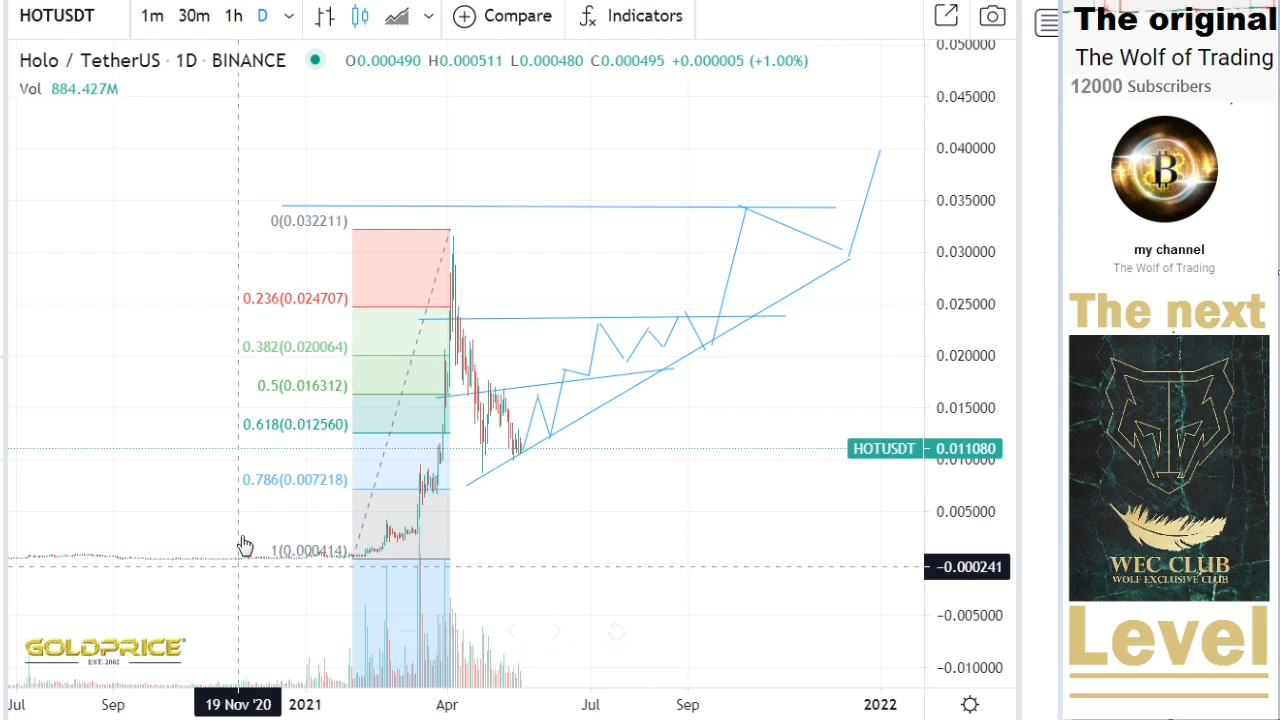 HOTUSDT 1m 30m 1h D Compare Indicators
Holo / TetherUS · 1D · BINANCE O0.000490 H0.000511 L0.000480 C0.000495 +0.000005 (+1.00%)
Vol 884.427M
0.050000
0.045000
0.040000
0.035000
0.030000
0.025000
0.020000
0.015000
HOTUSDT 0.011080
0.010000
0.005000
−0.000241
−0.005000
−0.010000
0(0.032211)
0.236(0.024707)
0.382(0.020064)
0.5(0.016312)
0.618(0.012560)
0.786(0.007218)
1(0.000414)
GOLDPRICE®
EST. 2002
Jul Sep 19 Nov '20 2021 Apr Jul Sep 2022
The original
The Wolf of Trading
12000 Subscribers
B
my channel
The Wolf of Trading
The next
WEC CLUB
WOLF EXCLUSIVE CLUB
Level